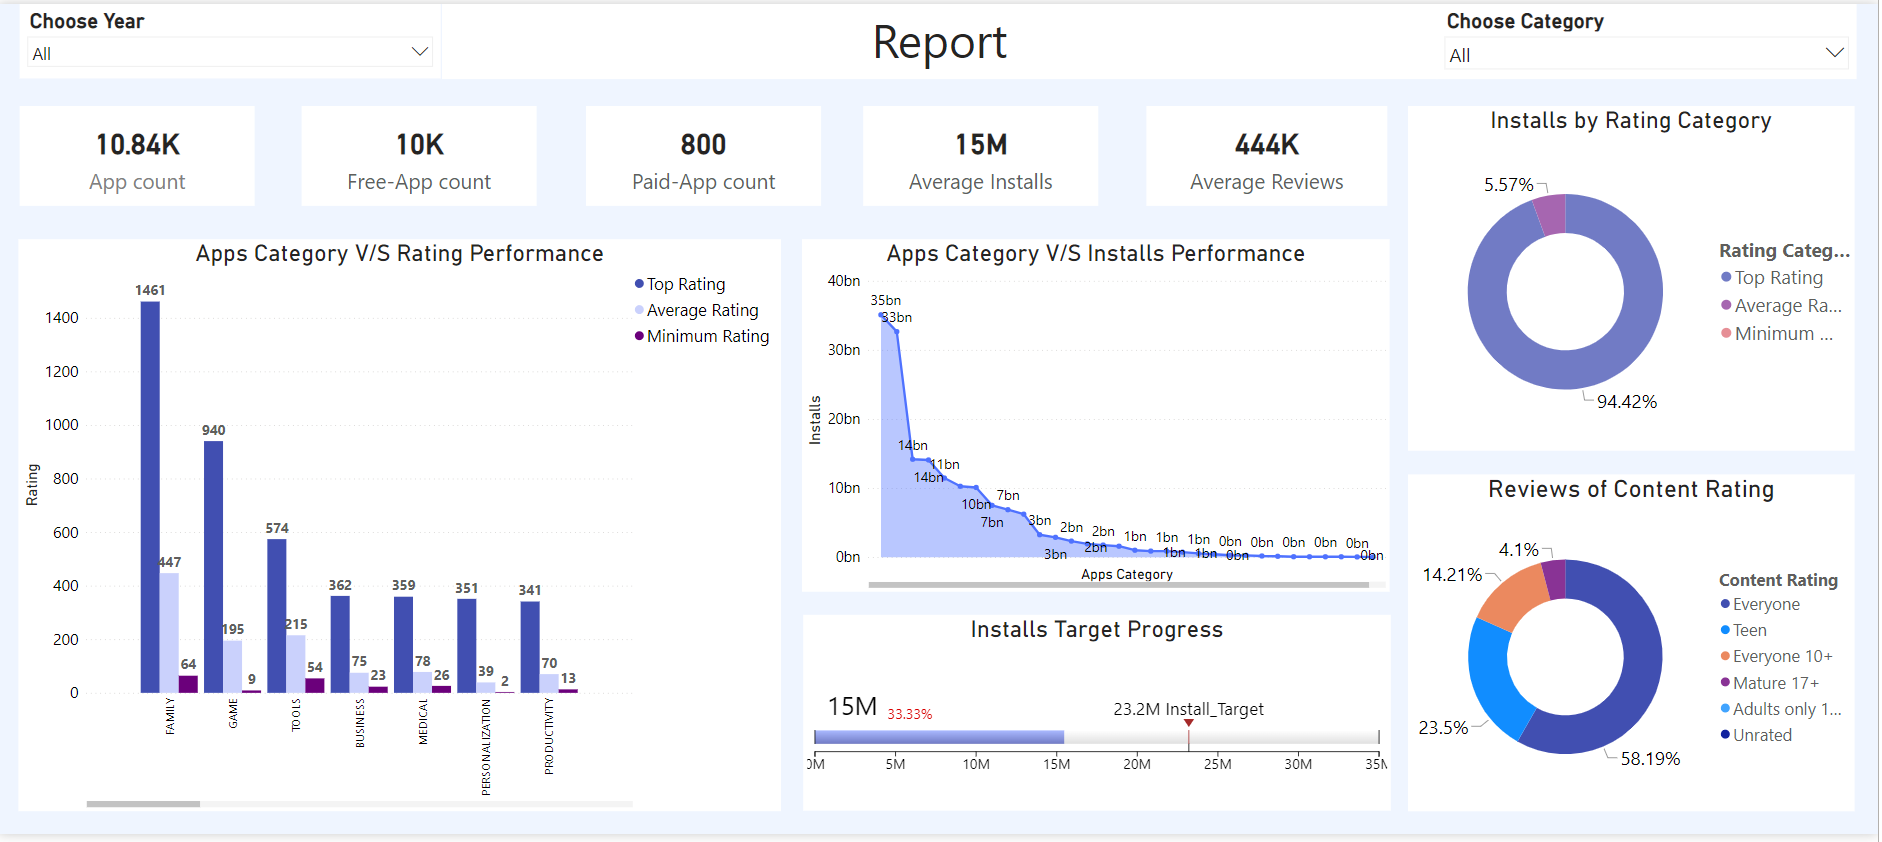 Choose Year
All
Report
Choose Category
All
10.84K
App count
10K
Free-App count
800
Paid-App count
15M
Average Installs
444K
Average Reviews
Apps Category V/S Rating Performance
Top Rating
Average Rating
Minimum Rating
Rating
1400
1200
1000
800
600
400
200
0
1461
447
64
940
195
9
574
215
54
362
75
23
359
78
26
351
39
2
341
70
13
FAMILY
GAME
TOOLS
BUSINESS
MEDICAL
PERSONALIZATION
PRODUCTIVITY
Apps Category V/S Installs Performance
Installs
40bn
30bn
20bn
10bn
0bn
35bn
33bn
14bn
14bn
11bn
10bn
7bn
7bn
3bn
3bn
2bn
2bn
2bn
1bn
1bn
1bn
1bn
1bn
0bn
0bn
0bn
0bn
0bn
0bn
0bn
Apps Category
Installs Target Progress
15M 33.33%
23.2M Install_Target
0M 5M 10M 15M 20M 25M 30M 35M
Installs by Rating Category
5.57%
94.42%
Rating Categ...
Top Rating
Average Ra...
Minimum ...
Reviews of Content Rating
4.1%
14.21%
23.5%
58.19%
Content Rating
Everyone
Teen
Everyone 10+
Mature 17+
Adults only 1...
Unrated